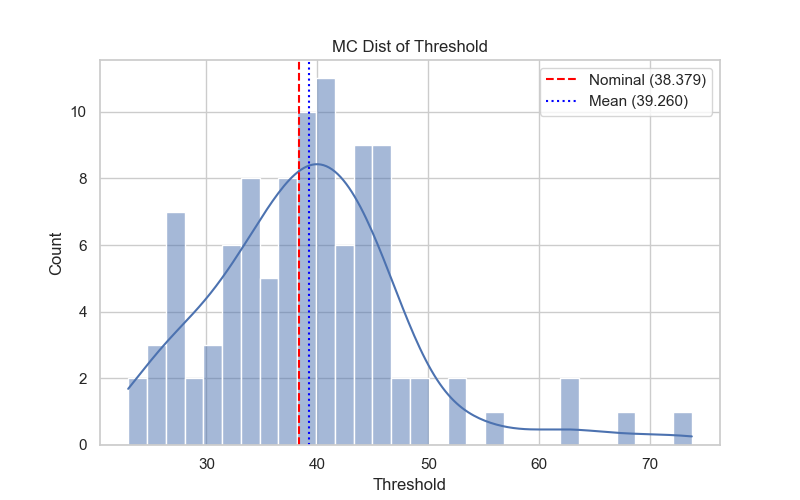 MC Dist of Threshold
Nominal (38.379)
Mean (39.260)
Count
10
8
6
4
2
0
30 40 50 60 70
Threshold